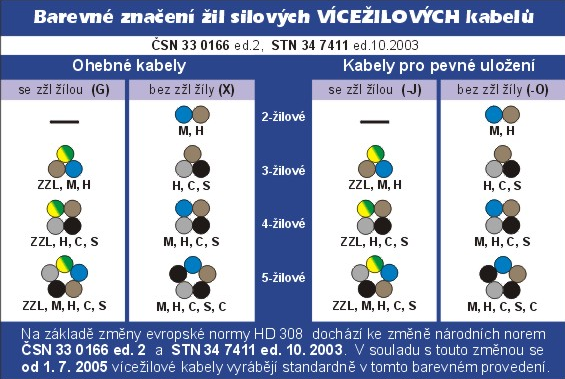 Barevné značení žil silových VÍCEŽILOVÝCH kabelů
ČSN 33 0166 ed.2, STN 34 7411 ed.10.2003
Ohebné kabely
Kabely pro pevné uložení
se zžl žílou (G)
bez zžl žíly (X)
se zžl žílou (-J)
bez zžl žíly (-O)
2-žilové
M, H
M, H
3-žilové
ZZL, M, H
H, C, S
ZZL, M, H
H, C, S
4-žilové
ZZL, H, C, S
M, H, C, S
ZZL, H, C, S
M, H, C, S
5-žilové
ZZL, M, H, C, S
M, H, C, S, C
ZZL, M, H, C, S
M, H, C, S, C
Na základě změny evropské normy HD 308 dochází ke změně národních norem
ČSN 33 0166 ed. 2 a STN 34 7411 ed. 10. 2003. V souladu s touto změnou se
od 1. 7. 2005 vícežilové kabely vyrábějí standardně v tomto barevném provedení.